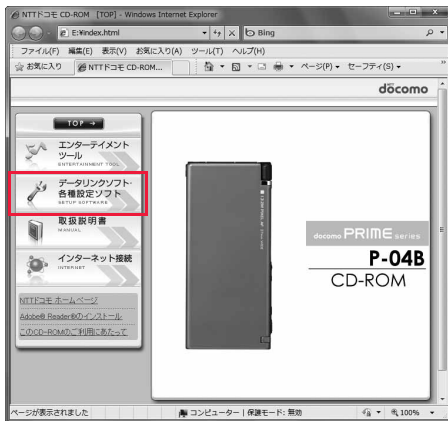 NTTドコモ CD-ROM [TOP] - Windows Internet Explorer
E:¥index.html
Bing
ファイル(F) 編集(E) 表示(V) お気に入り(A) ツール(T) ヘルプ(H)
お気に入り
NTTドコモ CD-ROM...
ページ(P) セーフティ(S)
döcomo
TOP →
エンターテイメント
ツール
ENTERTAINMENT TOOL
データリンクソフト・
各種設定ソフト
SETUP SOFTWARE
取扱説明書
MANUAL
インターネット接続
INTERNET
NTTドコモ ホームページ
Adobe® Reader®のインストール
このCD-ROMのご利用にあたって
docomo PRIME series
P-04B
CD-ROM
ページが表示されました
コンピューター | 保護モード: 無効
100%